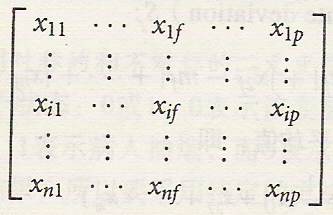 x11 ··· x1f ··· x1p
⋮ ⋮ ⋮ ⋮ ⋮
xi1 ··· xif ··· xip
⋮ ⋮ ⋮ ⋮ ⋮
xn1 ··· xnf ··· xnp